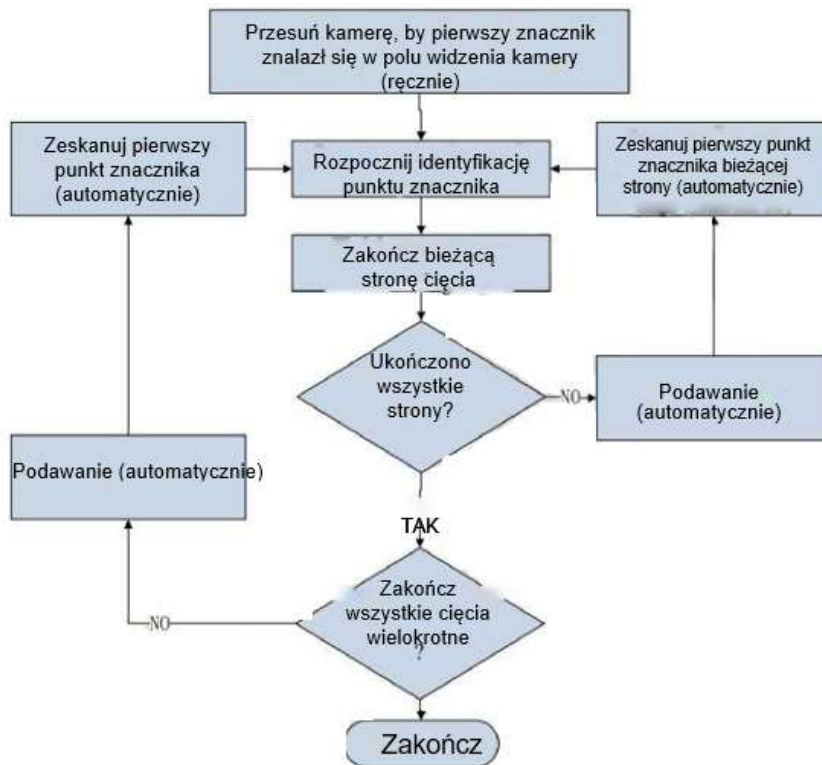 Przesuń kamerę, by pierwszy znacznik
znalazł się w polu widzenia kamery
(ręcznie)
Zeskanuj pierwszy
punkt znacznika
(automatycznie)
Rozpocznij identyfikację
punktu znacznika
Zeskanuj pierwszy punkt
znacznika bieżącej
strony (automatycznie)
Zakończ bieżącą
stronę cięcia
Ukończono
wszystkie
strony?
NO
Podawanie
(automatycznie)
Podawanie (automatycznie)
TAK
Zakończ
wszystkie cięcia
wielokrotne
?
NO
Zakończ